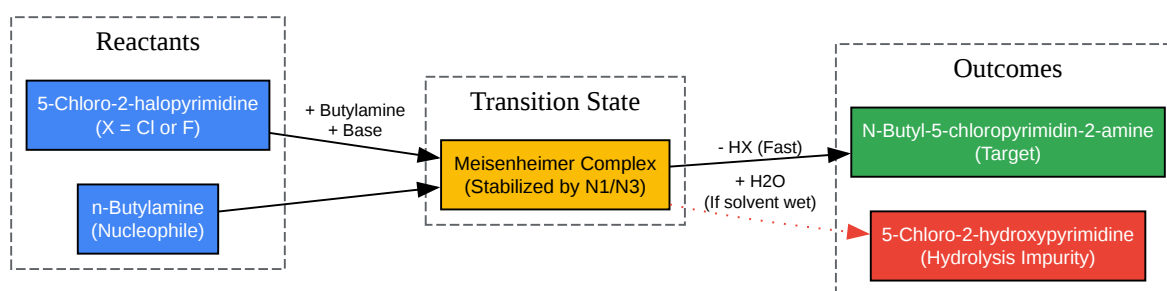 Reactants
5-Chloro-2-halopyrimidine
(X = Cl or F)
n-Butylamine
(Nucleophile)
+ Butylamine
+ Base
Transition State
Meisenheimer Complex
(Stabilized by N1/N3)
- HX (Fast)
+ H2O
(If solvent wet)
Outcomes
N-Butyl-5-chloropyrimidin-2-amine
(Target)
5-Chloro-2-hydroxypyrimidine
(Hydrolysis Impurity)